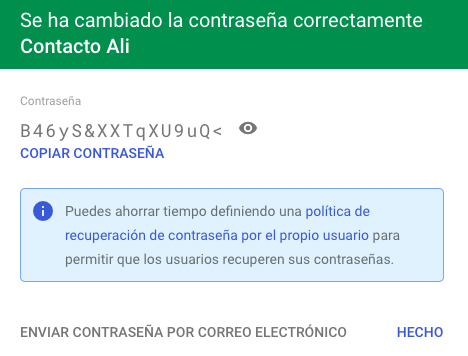 Se ha cambiado la contraseña correctamente
Contacto Ali
Contraseña
B46yS&XXTqXU9uQ<
COPIAR CONTRASEÑA
Puedes ahorrar tiempo definiendo una política de
recuperación de contraseña por el propio usuario para
permitir que los usuarios recuperen sus contraseñas.
ENVIAR CONTRASEÑA POR CORREO ELECTRÓNICO
HECHO